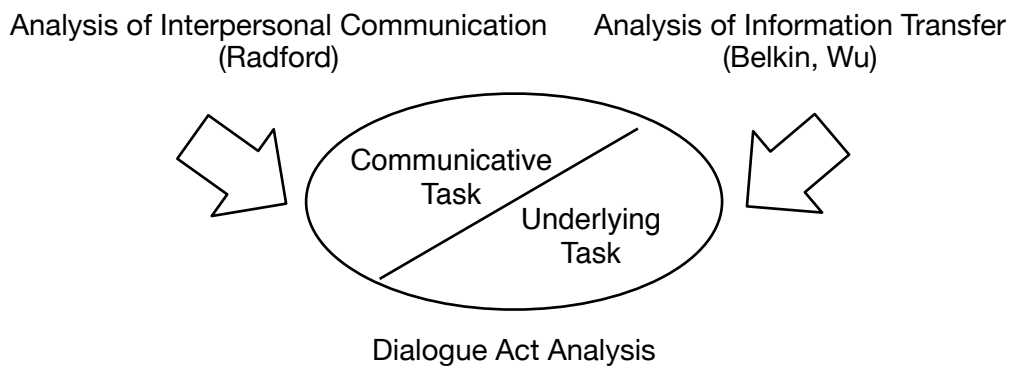 Analysis of Interpersonal Communication
(Radford)
Analysis of Information Transfer
(Belkin, Wu)
Communicative
Task
Underlying
Task
Dialogue Act Analysis